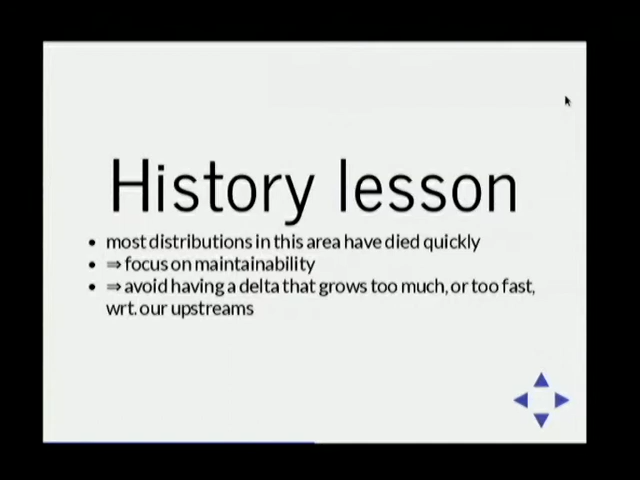 History lesson
• most distributions in this area have died quickly
• ⇒ focus on maintainability
• ⇒ avoid having a delta that grows too much, or too fast,
wrt. our upstreams